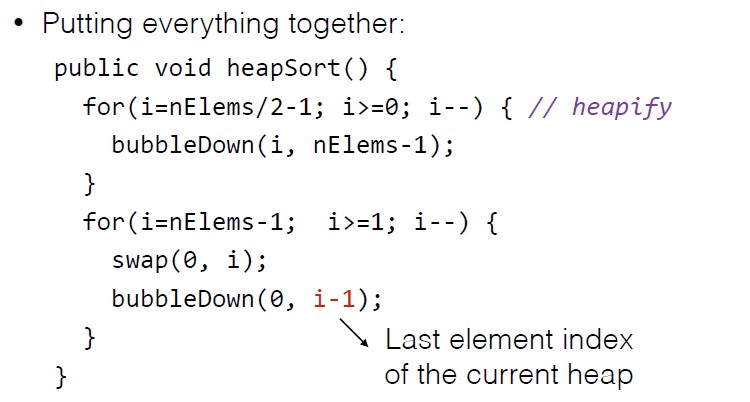 • Putting everything together:
public void heapSort() {
for(i=nElems/2-1; i>=0; i--) { // heapify
bubbleDown(i, nElems-1);
}
for(i=nElems-1;  i>=1; i--) {
swap(0, i);
bubbleDown(0, i-1);
}
Last element index
of the current heap
}